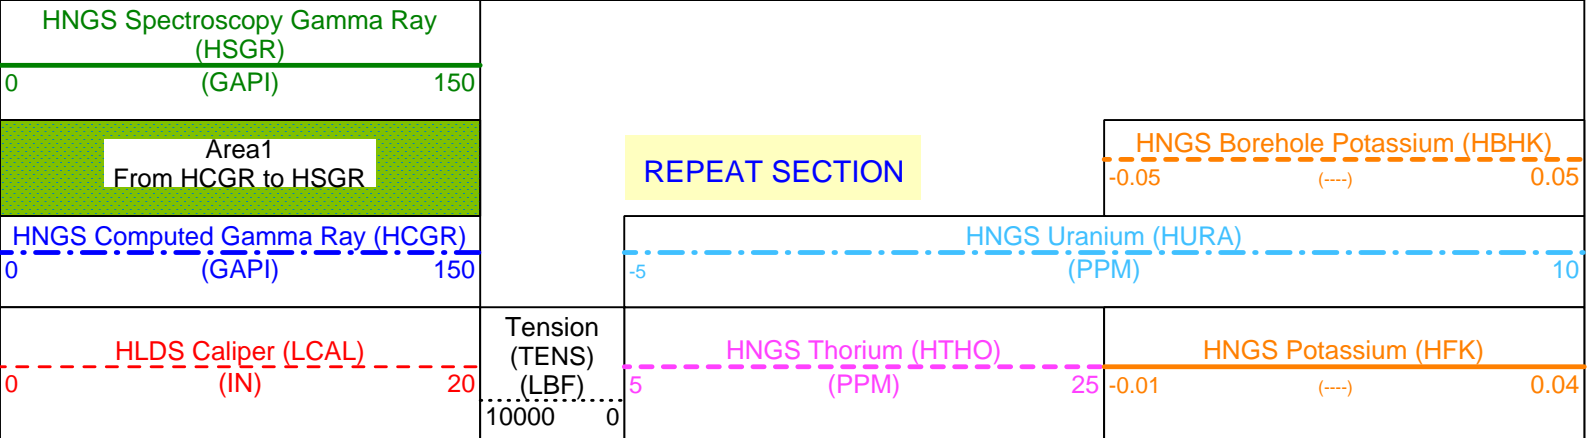 HNGS Spectroscopy Gamma Ray
(HSGR)
0 (GAPI) 150
Area1
From HCGR to HSGR
REPEAT SECTION
HNGS Borehole Potassium (HBHK)
-0.05 (----) 0.05
HNGS Computed Gamma Ray (HCGR)
0 (GAPI) 150
HNGS Uranium (HURA)
-5 (PPM) 10
HLDS Caliper (LCAL)
0 (IN) 20
Tension
(TENS)
(LBF)
10000 0
HNGS Thorium (HTHO)
5 (PPM) 25
HNGS Potassium (HFK)
-0.01 (----) 0.04